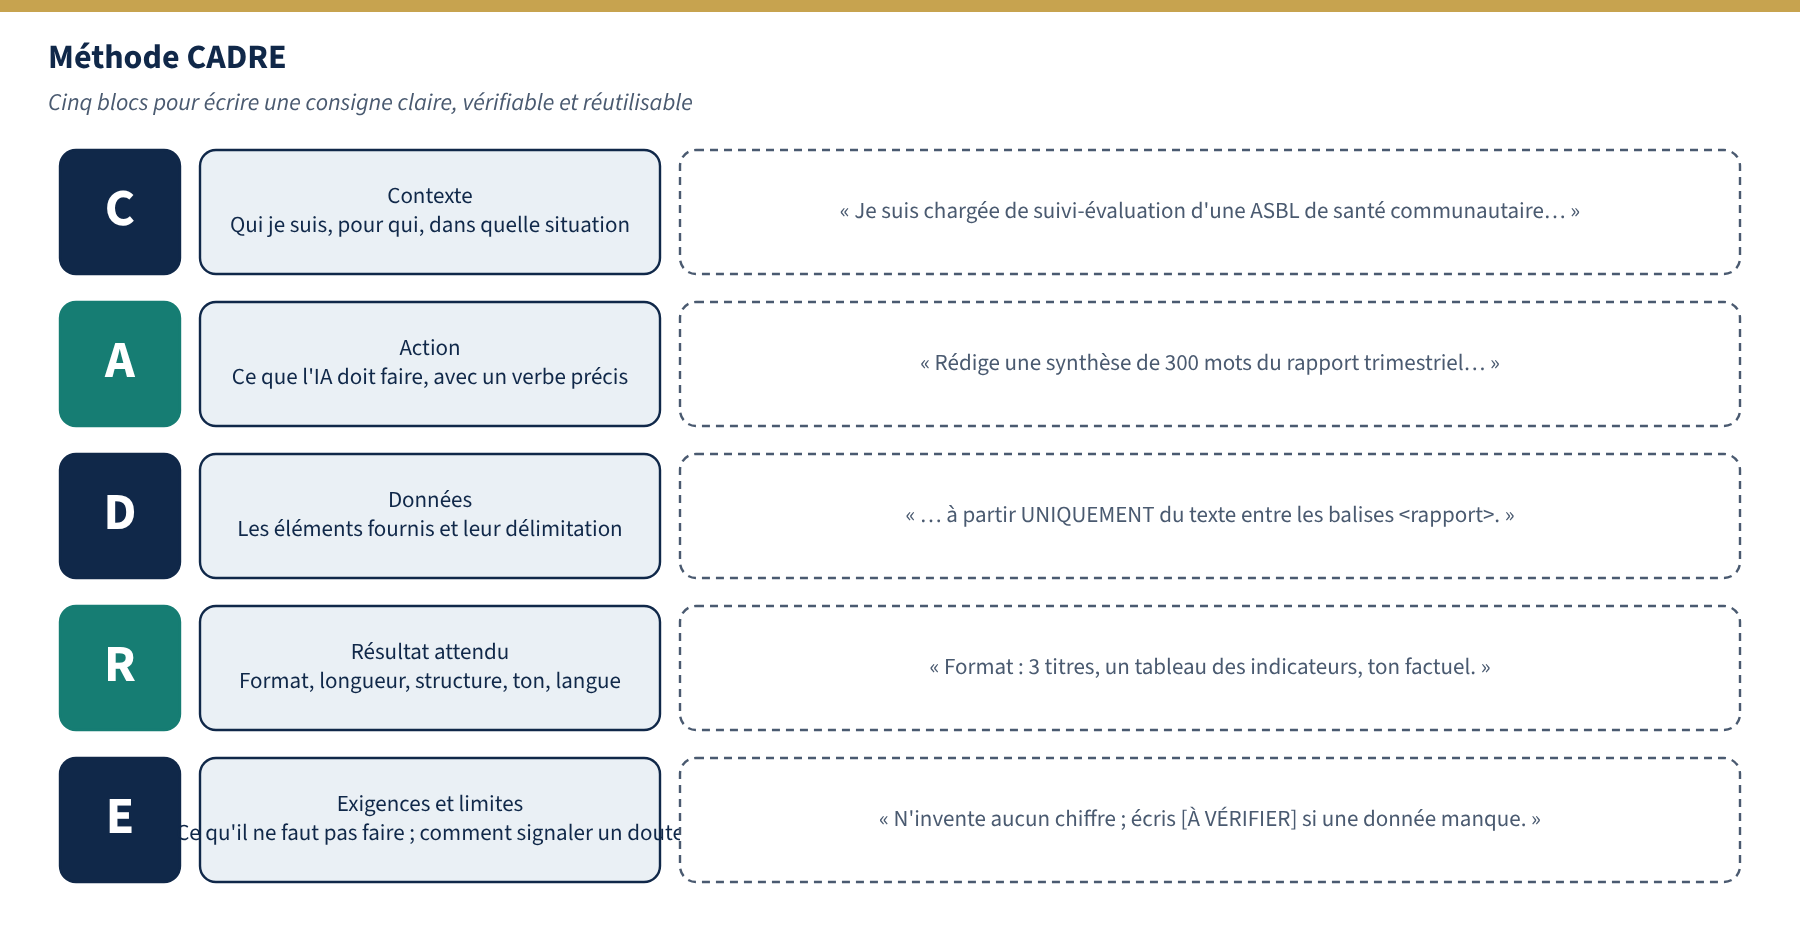 Méthode CADRE
Cinq blocs pour écrire une consigne claire, vérifiable et réutilisable
C
Contexte
Qui je suis, pour qui, dans quelle situation
« Je suis chargée de suivi-évaluation d'une ASBL de santé communautaire… »
A
Action
Ce que l'IA doit faire, avec un verbe précis
« Rédige une synthèse de 300 mots du rapport trimestriel… »
D
Données
Les éléments fournis et leur délimitation
« … à partir UNIQUEMENT du texte entre les balises <rapport>. »
R
Résultat attendu
Format, longueur, structure, ton, langue
« Format : 3 titres, un tableau des indicateurs, ton factuel. »
E
Exigences et limites
Ce qu'il ne faut pas faire ; comment signaler un doute
« N'invente aucun chiffre ; écris [À VÉRIFIER] si une donnée manque. »